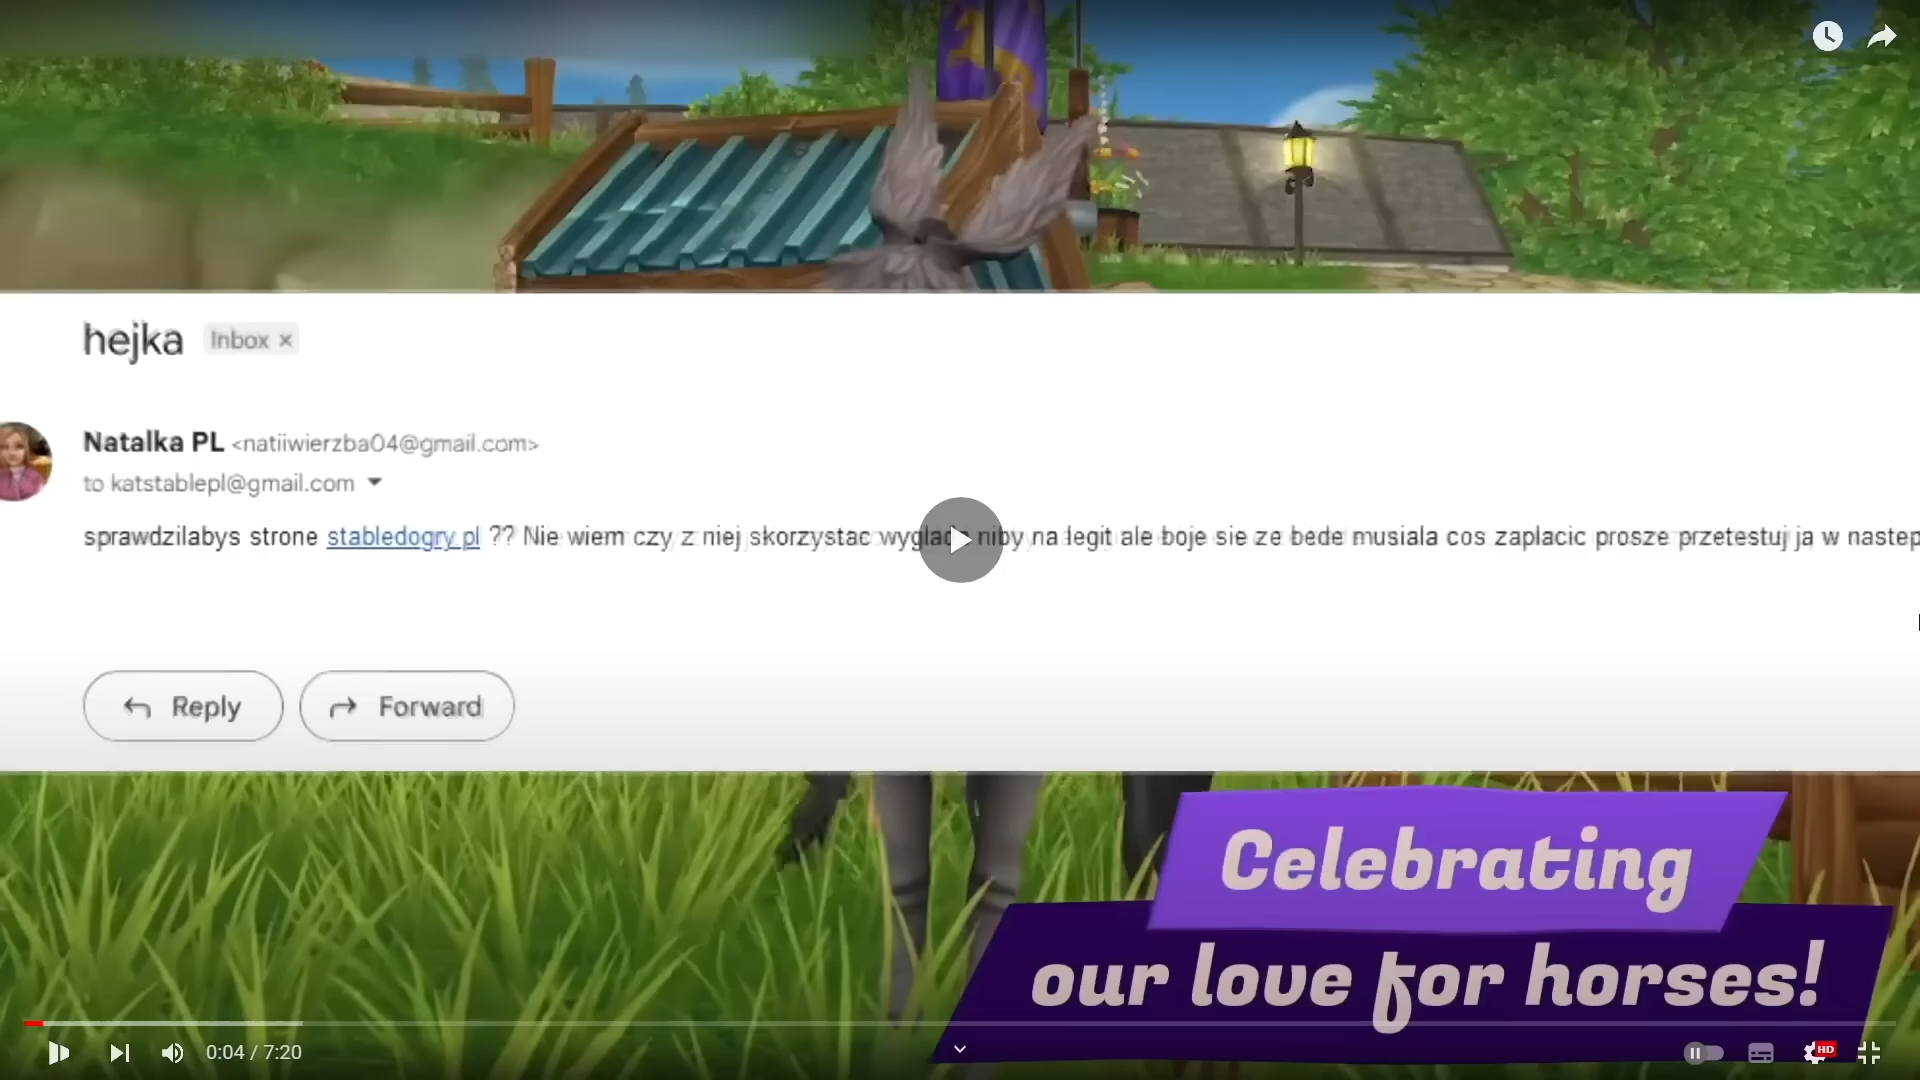 hejka Inbox ×
Natalka PL <natiiwierzba04@gmail.com>
to katstablepl@gmail.com
sprawdzilabys strone stabledogry.pl ?? Nie wiem czy z niej skorzystac wyglada niby na legit ale boje sie ze bede musiala cos zaplacic prosze przetestuj ja w nastep
Reply Forward
Celebrating
our love for horses!
0:04 / 7:20 HD